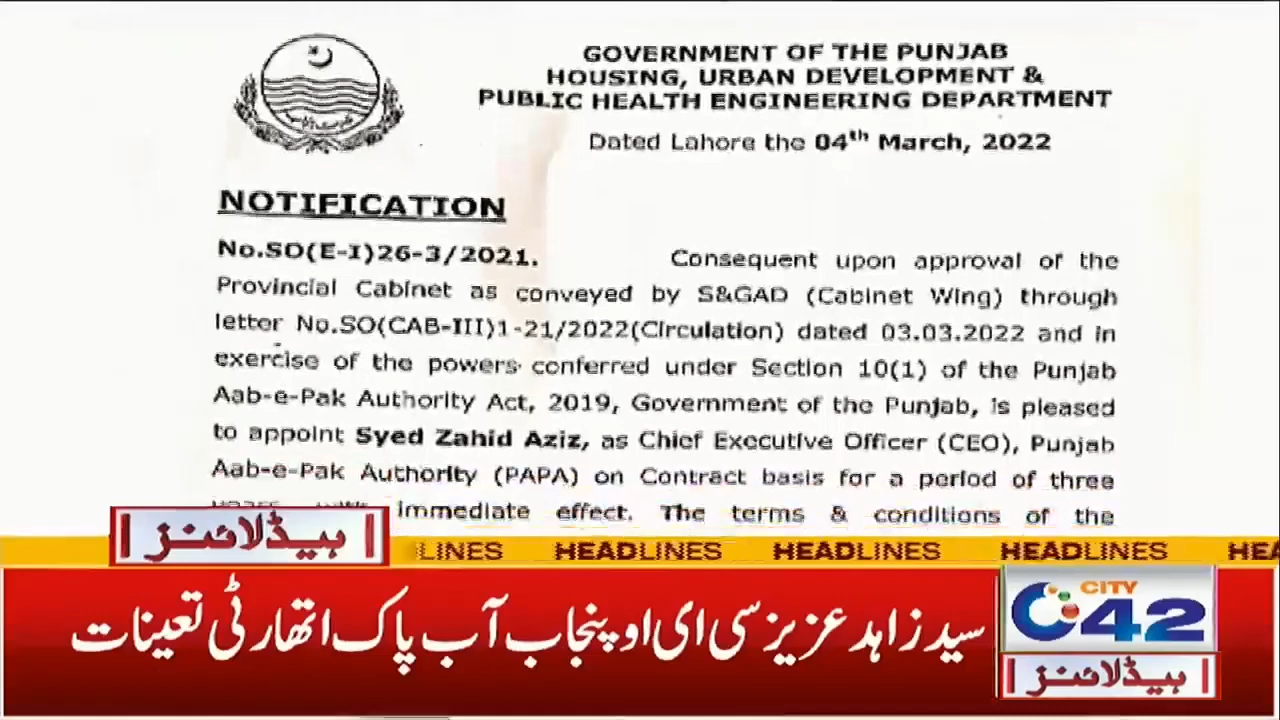 GOVERNMENT OF THE PUNJAB
HOUSING, URBAN DEVELOPMENT &
PUBLIC HEALTH ENGINEERING DEPARTMENT
Dated Lahore the 04th March, 2022
NOTIFICATION
No.SO(E-I)26-3/2021. Consequent upon approval of the
Provincial Cabinet as conveyed by S&GAD (Cabinet Wing) through
letter No.SO(CAB-III)1-21/2022(Circulation) dated 03.03.2022 and in
exercise of the powers conferred under Section 10(1) of the Punjab
Aab-e-Pak Authority Act, 2019, Government of the Punjab, is pleased
to appoint Syed Zahid Aziz, as Chief Executive Officer (CEO), Punjab
Aab-e-Pak Authority (PAPA) on Contract basis for a period of three
immediate effect. The terms & conditions of the
ہیڈلائنز
LINES HEADLINES HEADLINES HEADLINES HEA
سید زاہد عزیز سی ای او پنجاب آب پاک اتھارٹی تعینات
CITY
42
ہیڈلائنز